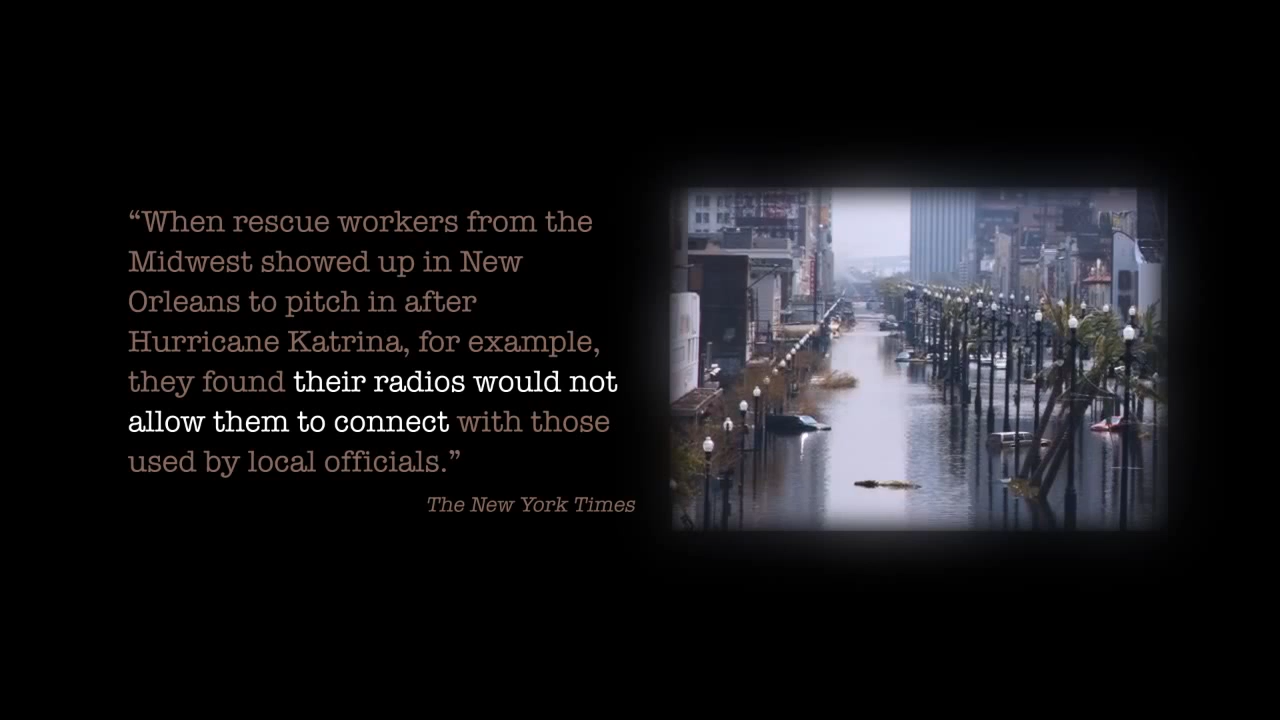 “When rescue workers from the
Midwest showed up in New
Orleans to pitch in after
Hurricane Katrina, for example,
they found their radios would not
allow them to connect with those
used by local officials.”
The New York Times